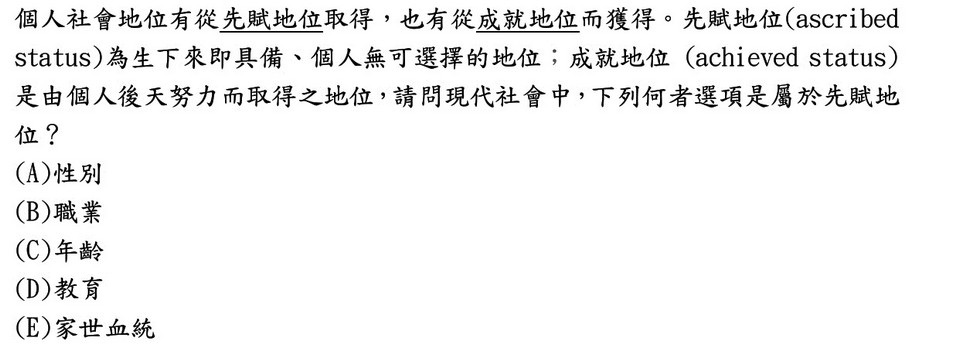 個人社會地位有從先賦地位取得，也有從成就地位而獲得。先賦地位(ascribed
status)為生下來即具備、個人無可選擇的地位；成就地位 (achieved status)
是由個人後天努力而取得之地位，請問現代社會中，下列何者選項是屬於先賦地
位？
(A)性別
(B)職業
(C)年齡
(D)教育
(E)家世血統